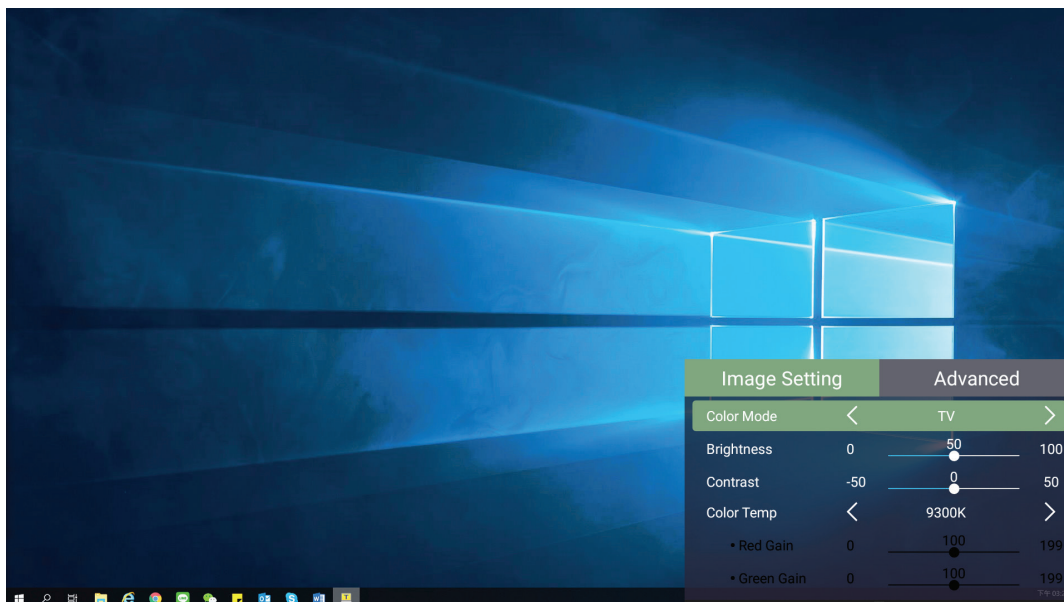 Image Setting Advanced
Color Mode TV
Brightness 0 50 100
Contrast -50 0 50
Color Temp 9300K
• Red Gain 0 100 199
• Green Gain 0 100 199